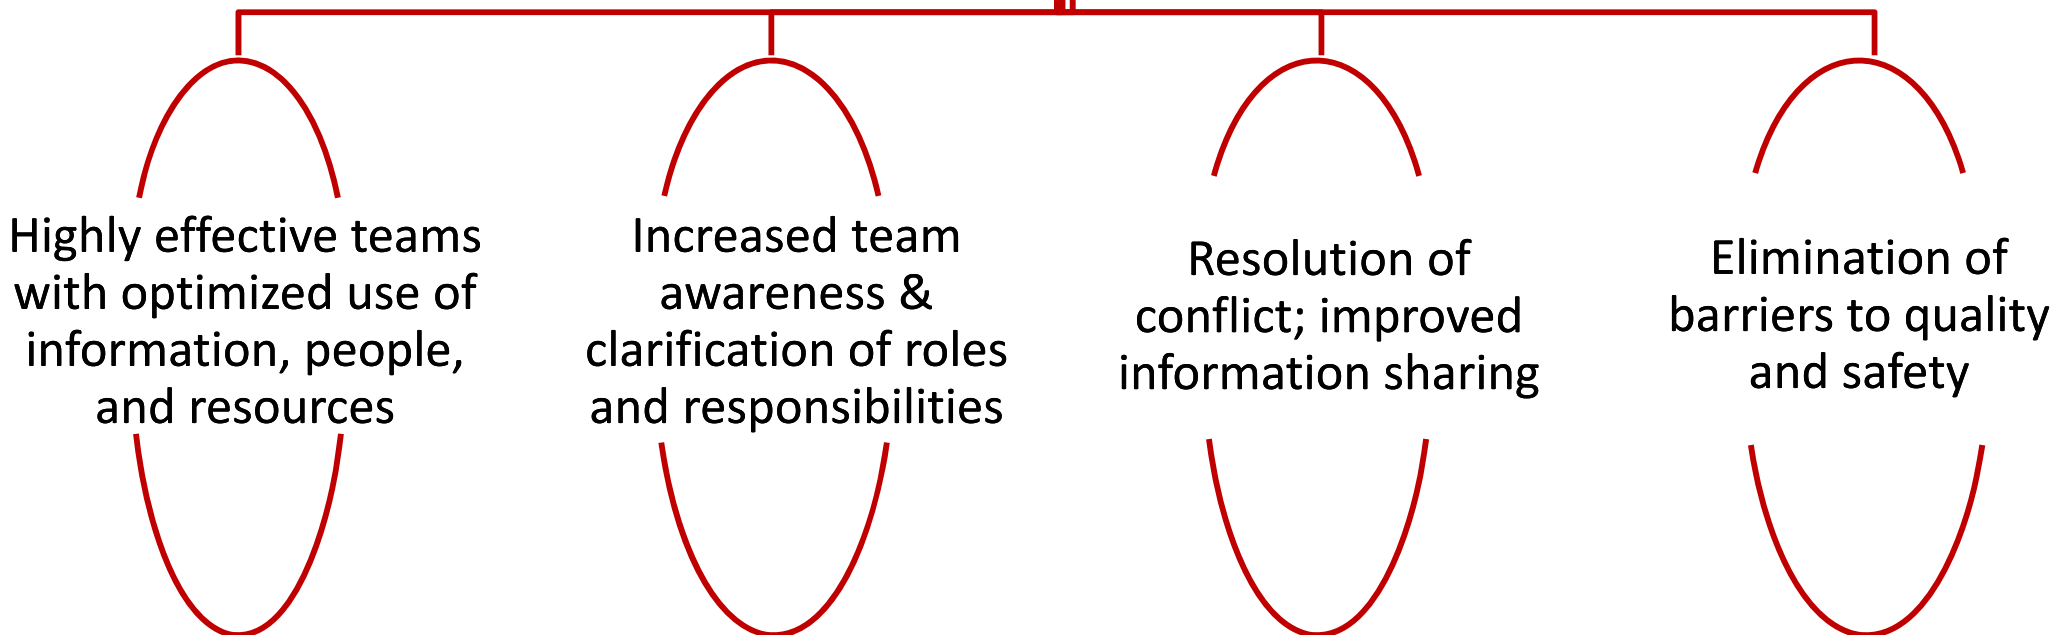 Highly effective teams
with optimized use of
information, people,
and resources
Increased team
awareness &
clarification of roles
and responsibilities
Resolution of
conflict; improved
information sharing
Elimination of
barriers to quality
and safety